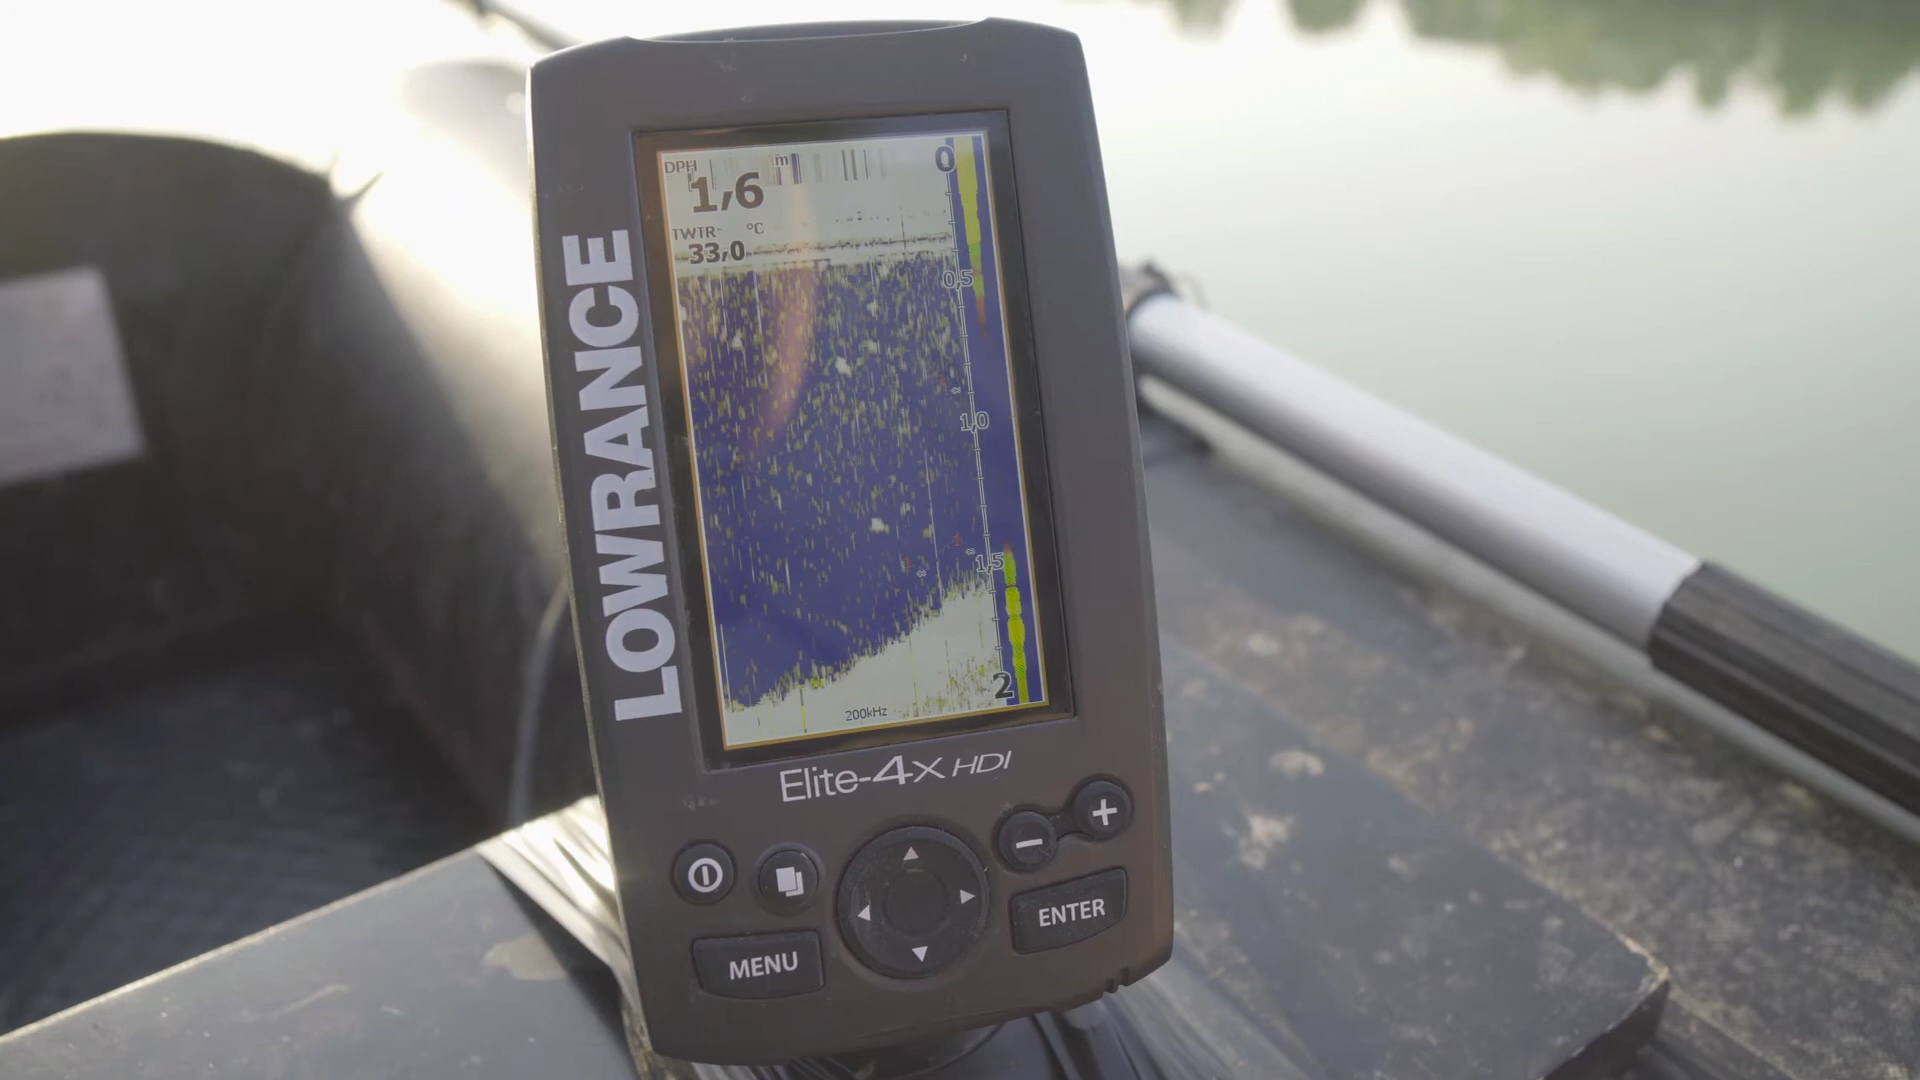 LOWRANCE
DPH m
1,6
TWTR °C
33,0
0
0,5
1,0
1,5
2
200kHz
Elite-4x HDI
MENU
ENTER